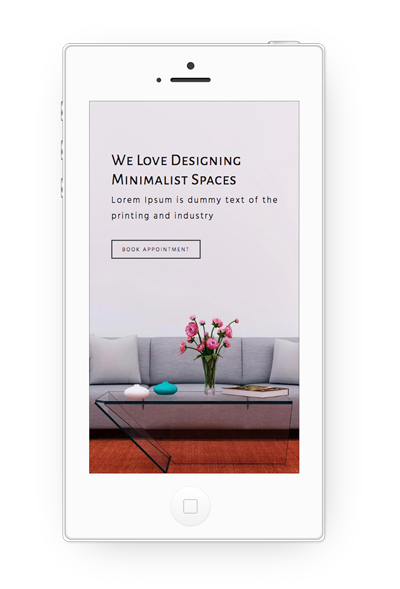 We Love Designing
Minimalist Spaces
Lorem Ipsum is dummy text of the
printing and industry
BOOK APPOINTMENT